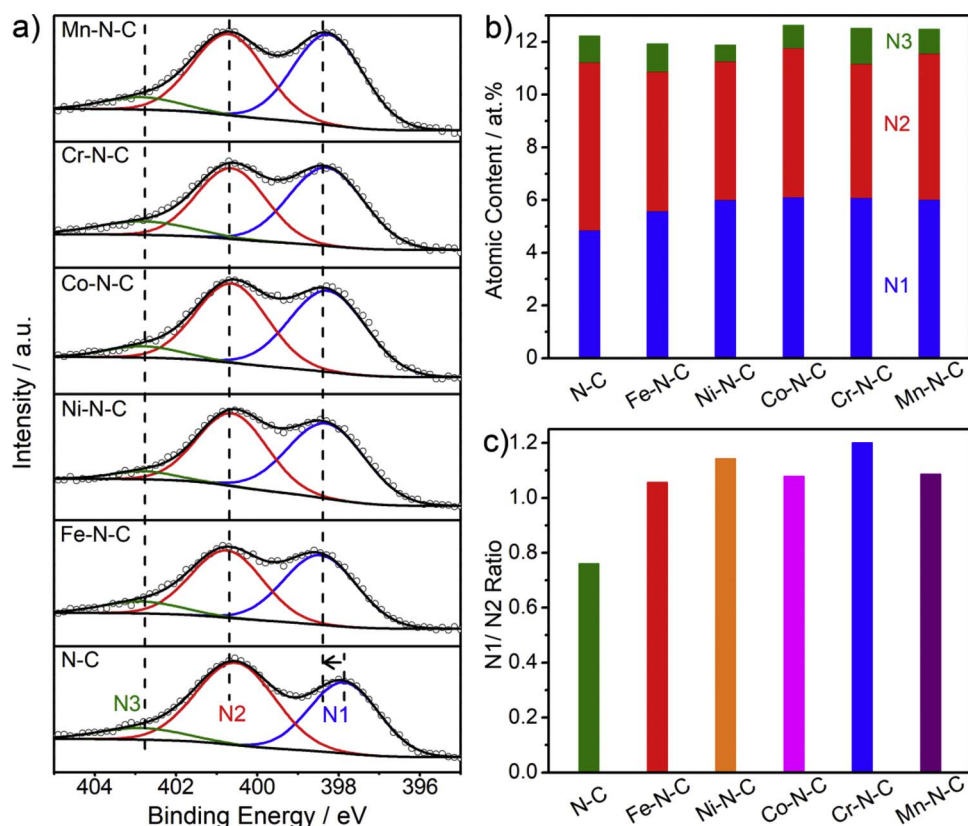 a)
Mn-N-C
Cr-N-C
Co-N-C
Ni-N-C
Fe-N-C
N-C
N3
N2
N1
Intensity / a.u.
404
402
400
398
396
Binding Energy / eV
b)
12
10
8
6
4
2
0
Atomic Content / at.%
N3
N2
N1
N-C
Fe-N-C
Ni-N-C
Co-N-C
Cr-N-C
Mn-N-C
c)
1.2
1.0
0.8
0.6
0.4
0.2
0.0
N1/ N2 Ratio
N-C
Fe-N-C
Ni-N-C
Co-N-C
Cr-N-C
Mn-N-C